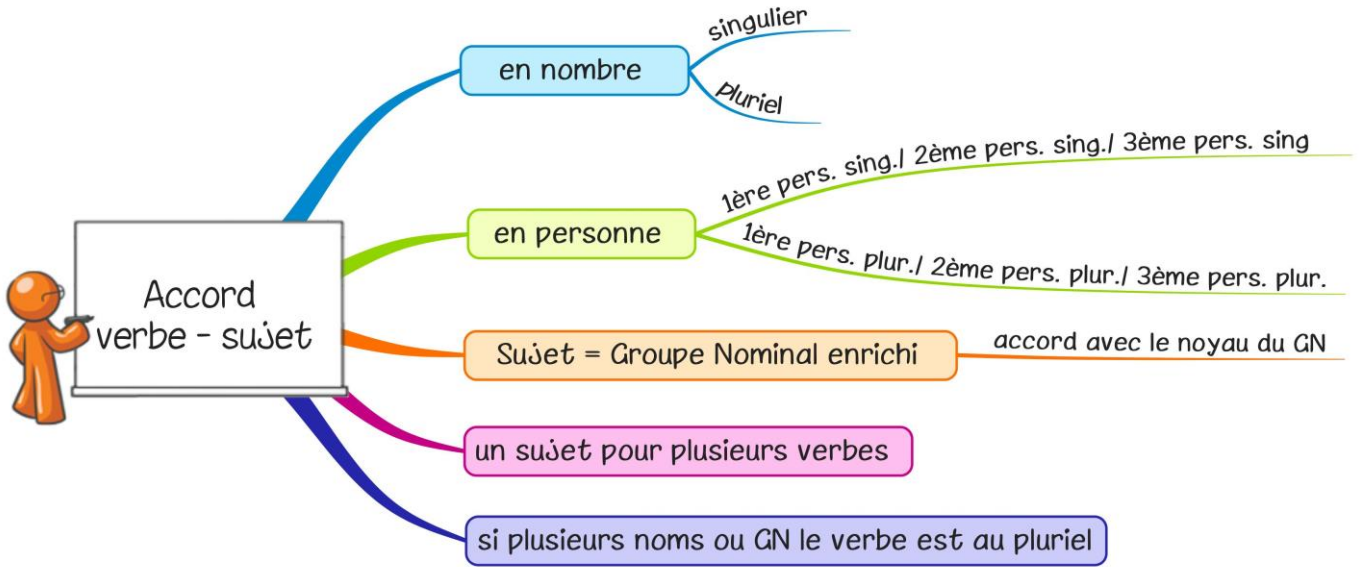 Accord
verbe - sujet
en nombre
singulier
pluriel
en personne
1ère pers. sing./ 2ème pers. sing./ 3ème pers. sing
1ère pers. plur./ 2ème pers. plur./ 3ème pers. plur.
Sujet = Groupe Nominal enrichi
accord avec le noyau du GN
un sujet pour plusieurs verbes
si plusieurs noms ou GN le verbe est au pluriel